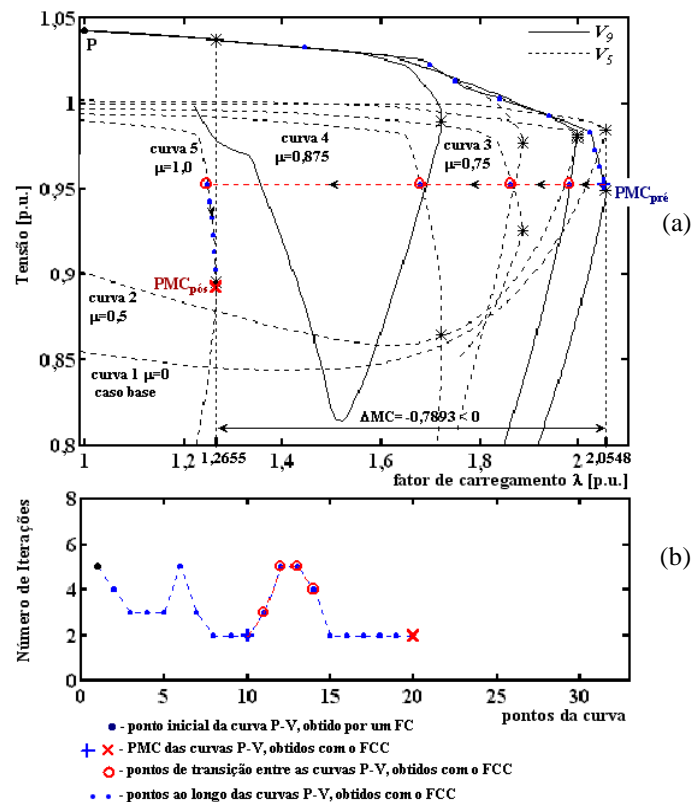 1,05
P
V9
V5
1
curva 5
μ=1,0
curva 4
μ=0,875
curva 3
μ=0,75
0,95
PMCpré
Tensão [p.u.]
(a)
0,9
PMCpós
curva 2
μ=0,5
0,85
curva 1 μ=0
caso base
ΔMC= -0,7893 < 0
0,8
1 1,2 1,4 1,6 1,8 2
1,2655 2,0548
fator de carregamento λ [p.u.]
8
(b)
6
4
2
0
Número de Iterações
0 5 10 15 20 25 30
pontos da curva
- ponto inicial da curva P-V, obtido por um FC
- PMC das curvas P-V, obtidos com o FCC
- pontos de transição entre as curvas P-V, obtidos com o FCC
- pontos ao longo das curvas P-V, obtidos com o FCC